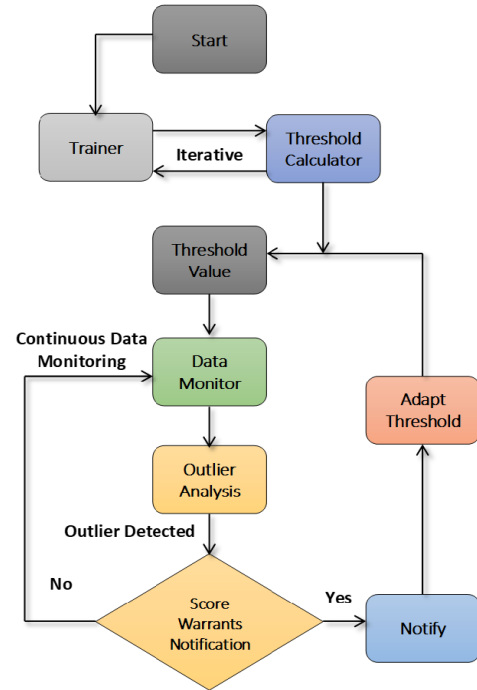 Start
Trainer
Iterative
Threshold
Calculator
Threshold
Value
Continuous Data
Monitoring
Data
Monitor
Adapt
Threshold
Outlier
Analysis
Outlier Detected
No
Score
Warrants
Notification
Yes
Notify